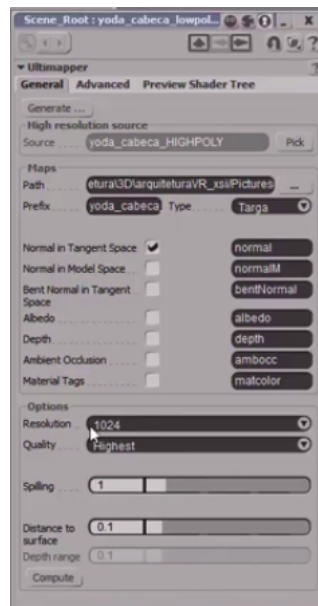 Scene_Root : yoda_cabeca_lowpol...
Ultimapper
General Advanced Preview Shader Tree
Generate ...
High resolution source
Source yoda_cabeca_HIGHPOLY Pick
Maps
Path etura\3D\arquiteturaVR_xsi\Pictures ...
Prefix yoda_cabeca Type Targa
Normal in Tangent Space normal
Normal in Model Space normalM
Bent Normal in Tangent Space bentNormal
Albedo albedo
Depth depth
Ambient Occlusion ambocc
Material Tags matcolor
Options
Resolution 1024
Quality Highest
Spilling 1
Distance to surface 0.1
Depth range 0.1
Compute